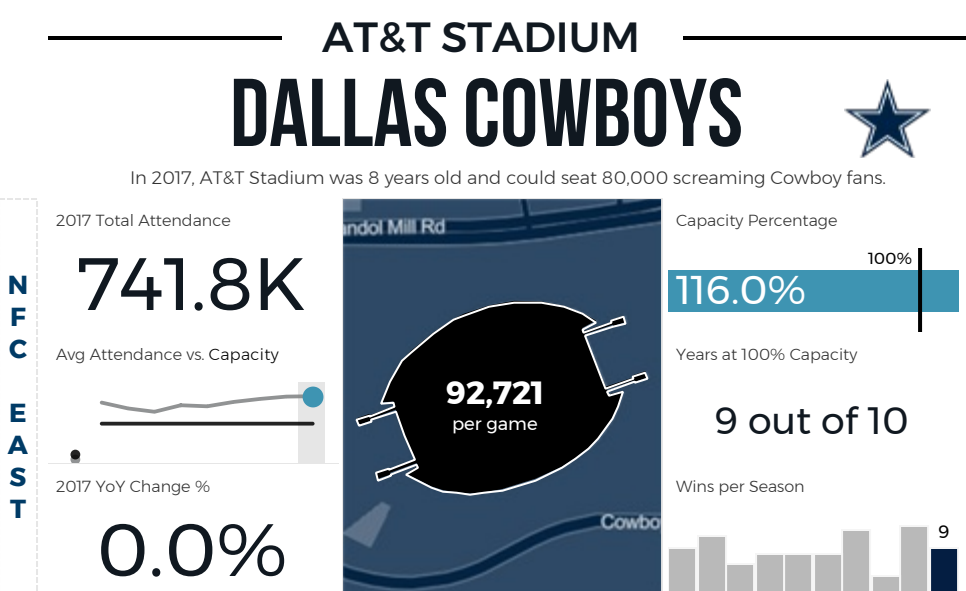 AT&T STADIUM
DALLAS COWBOYS
In 2017, AT&T Stadium was 8 years old and could seat 80,000 screaming Cowboy fans.
NFC EAST
2017 Total Attendance
741.8K
Avg Attendance vs. Capacity
2017 YoY Change %
0.0%
andol Mill Rd
92,721
per game
Cowbo
Capacity Percentage
100%
116.0%
Years at 100% Capacity
9 out of 10
Wins per Season
9